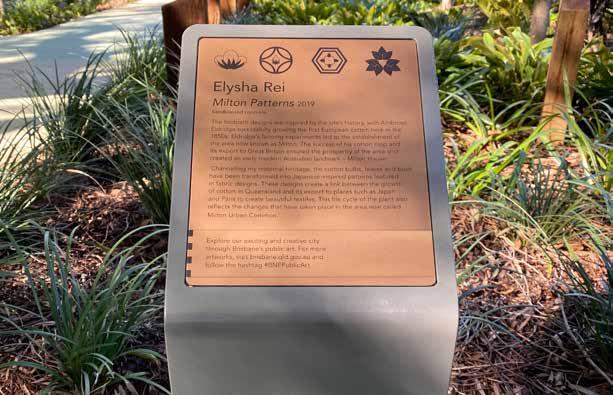 Elysha Rei
Milton Patterns 2019
Sandblasted concrete
The footpath designs are inspired by the site's history, with Ambrose
Eldridge successfully growing the first European cotton here in the
1850s. Eldridge's farming experiments led to the establishment of
the area now known as Milton. The success of his cotton crop and
its export to Great Britain ensured the prosperity of the area and
created an early modern Australian landmark – Milton House.
Channelling my maternal heritage, the cotton bulbs, leaves and boll
have been transformed into Japanese-inspired patterns featured
in fabric designs. These designs create a link between the growth
of cotton in Queensland and its export to places such as Japan
and Paris to create beautiful textiles. This life cycle of the plant also
reflects the changes that have taken place in the area now called
Milton Urban Common.
Explore our exciting and creative city
through Brisbane's public art. For more
artworks, visit brisbane.qld.gov.au and
follow the hashtag #BNEPublicArt